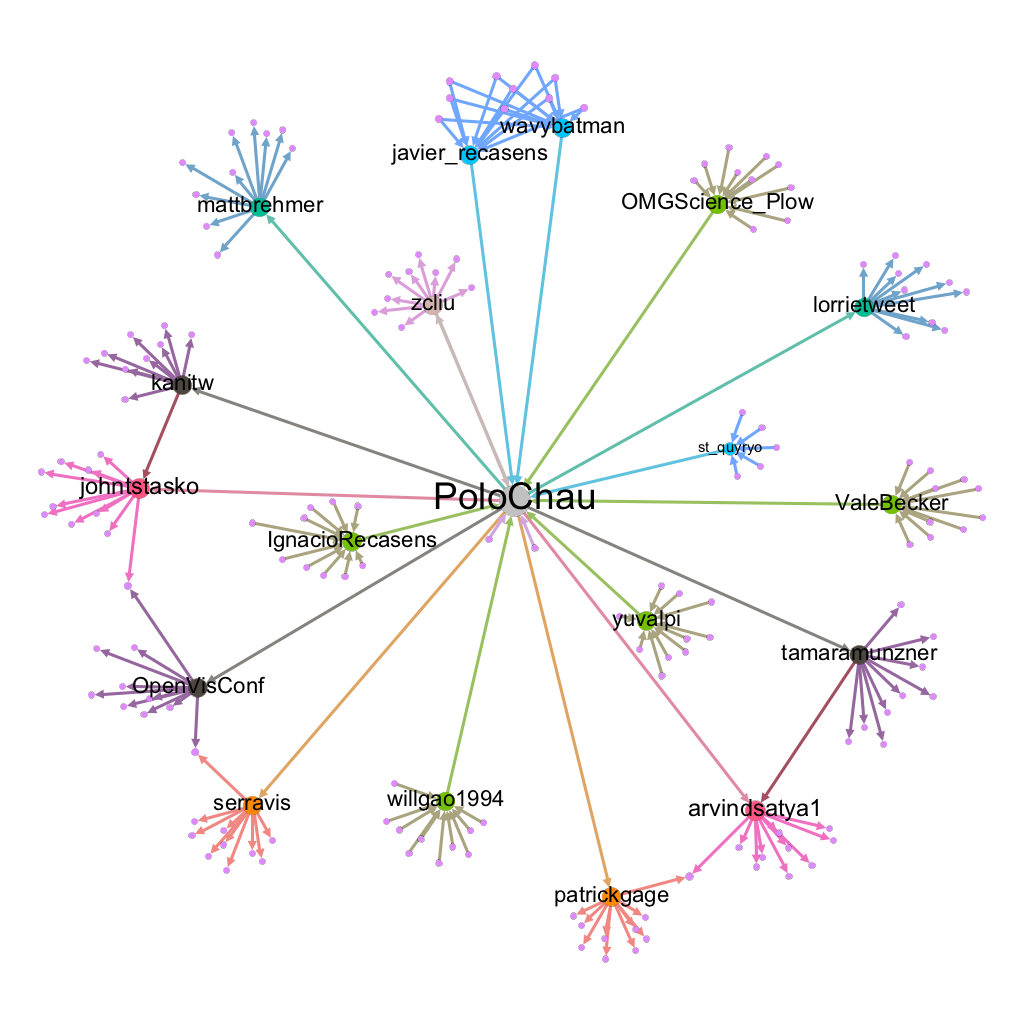 wavybatman
javier_recasens
OMGScience_Plow
mattbrehmer
zcliu
lorrietweet
kanitw
st_quyryo
johntstasko
PoloChau
ValeBecker
IgnacioRecasens
yuvalpi
tamaramunzner
OpenVisConf
serravis
willgao1994
arvindsatya1
patrickgage